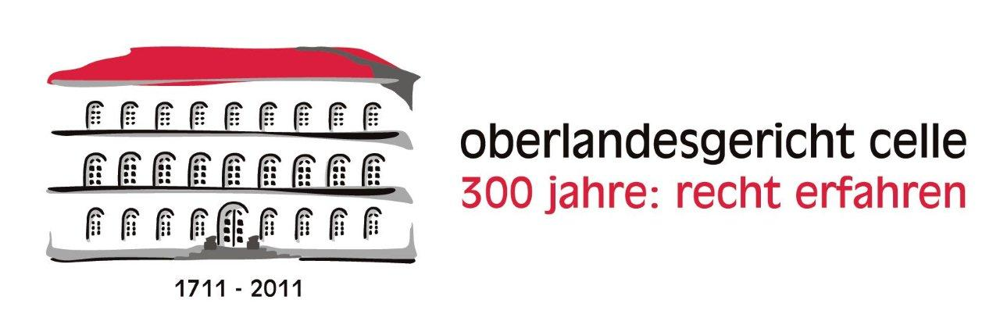 oberlandesgericht celle
300 jahre: recht erfahren
1711 - 2011